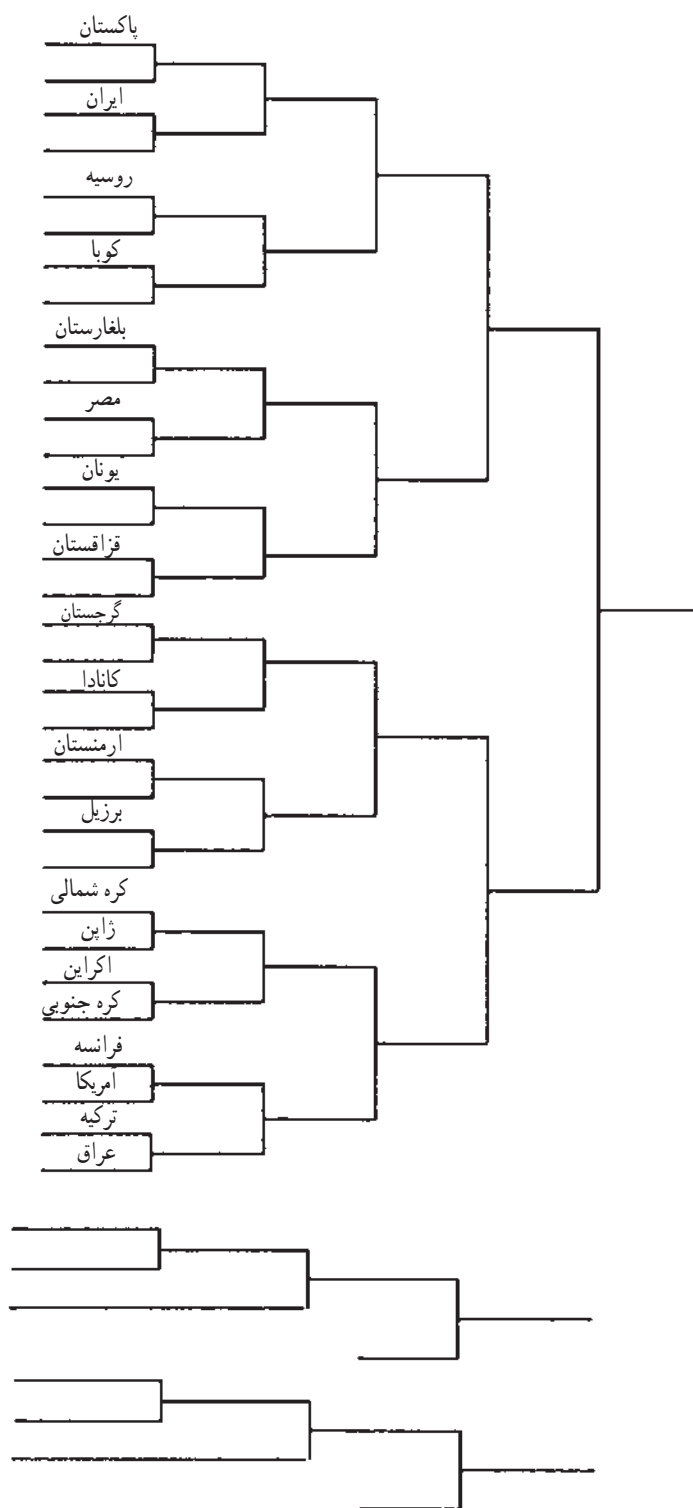 پاکستان
ایران
روسیه
کوبا
بلغارستان
مصر
یونان
قزاقستان
گرجستان
کانادا
ارمنستان
برزیل
کره شمالی
ژاپن
اکراین
کره جنوبی
فرانسه
آمریکا
ترکیه
عراق